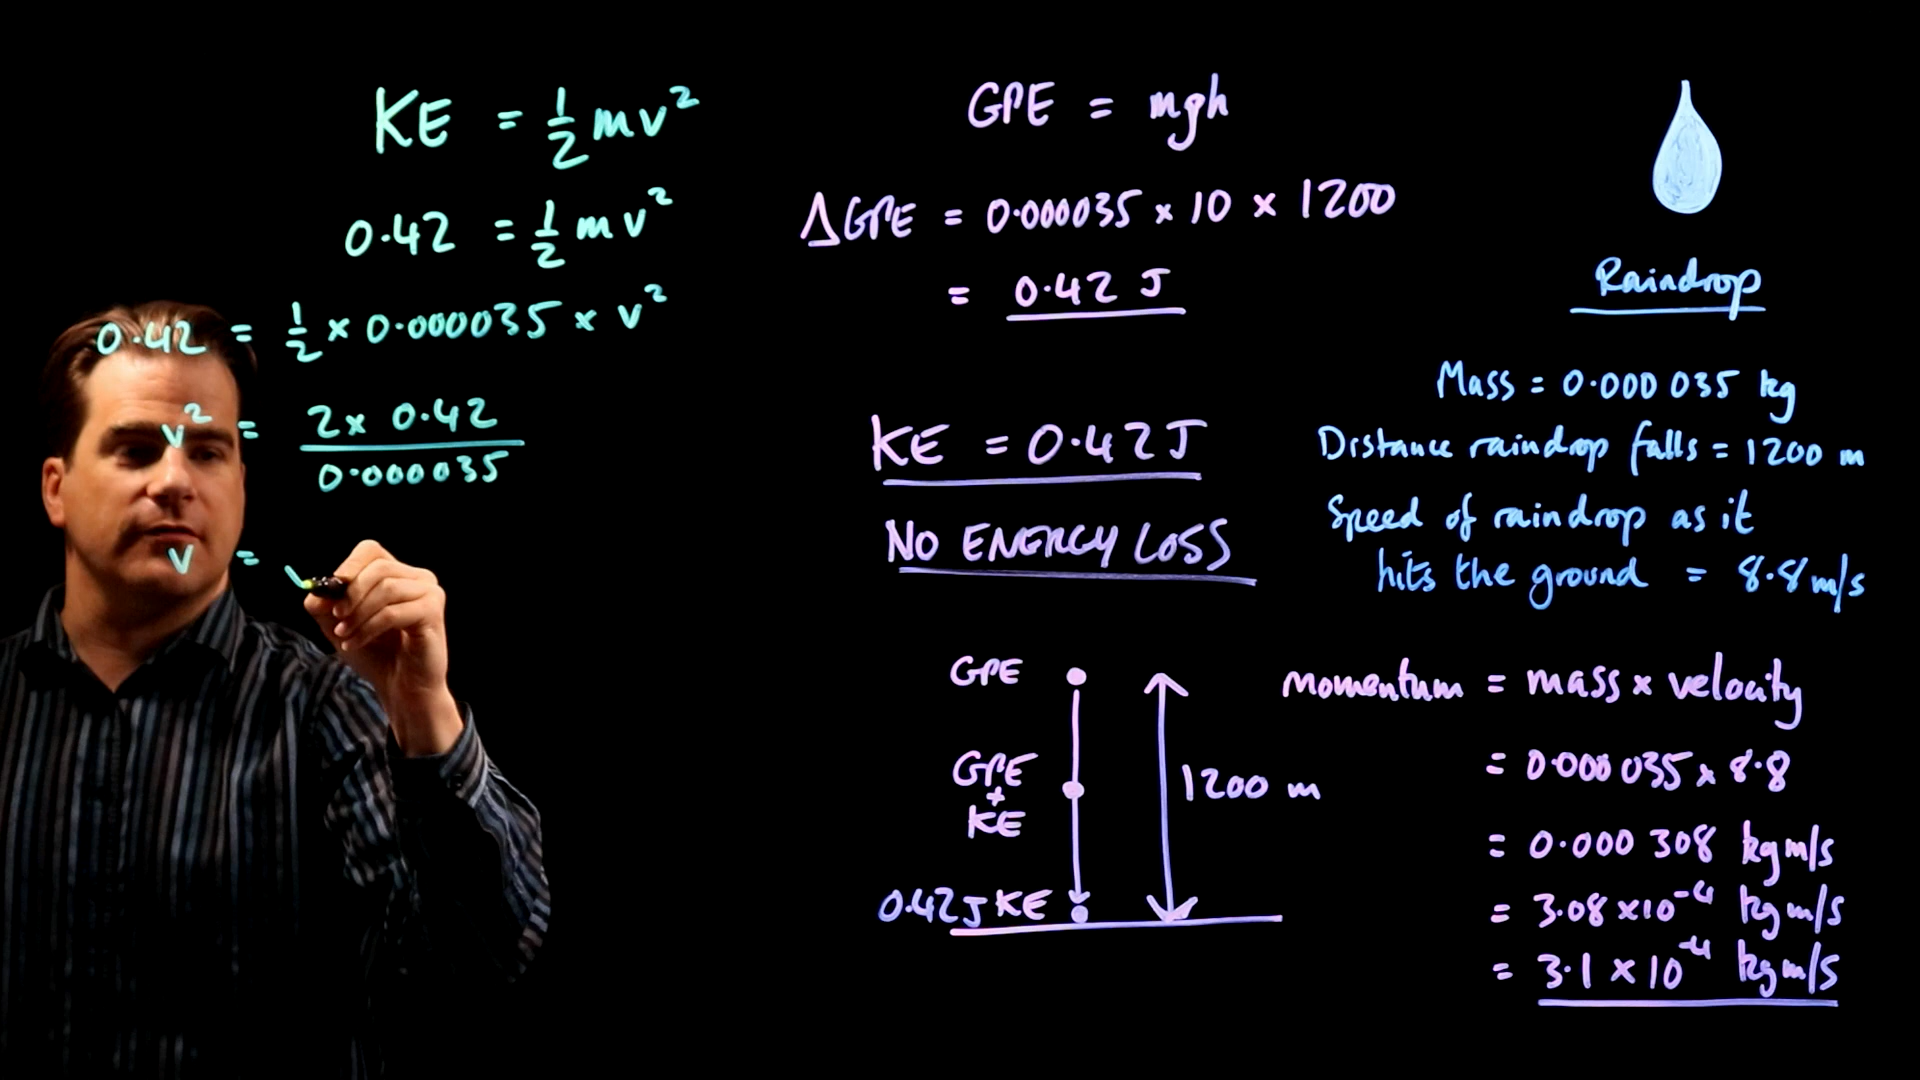 KE = ½mv²
0.42 = ½mv²
0.42 = ½ × 0.000035 × v²
v² = 2 × 0.42 / 0.000035
v =
GPE = mgh
ΔGPE = 0.000035 × 10 × 1200
= 0.42 J
KE = 0.42J
NO ENERGY LOSS
GPE
GPE
+
KE
1200 m
0.42J KE
Raindrop
Mass = 0.000 035 kg
Distance raindrop falls = 1200 m
Speed of raindrop as it
hits the ground = 8.8 m/s
momentum = mass × velocity
= 0.000 035 × 8.8
= 0.000 308 kg m/s
= 3.08 × 10⁻⁴ kg m/s
= 3.1 × 10⁻⁴ kg m/s